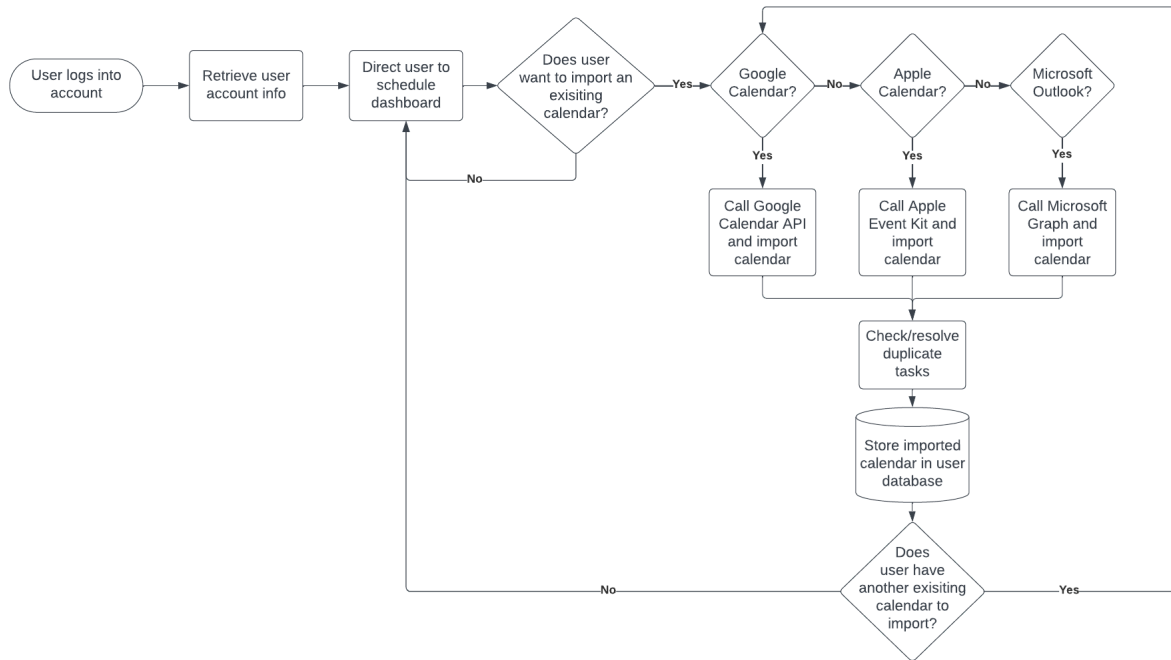 User logs into
account
Retrieve user
account info
Direct user to
schedule
dashboard
Does user
want to import an
exisiting
calendar?
Yes
No
Google
Calendar?
No
Apple
Calendar?
No
Microsoft
Outlook?
Yes
Yes
Yes
Call Google
Calendar API
and import
calendar
Call Apple
Event Kit and
import
calendar
Call Microsoft
Graph and
import
calendar
Check/resolve
duplicate
tasks
Store imported
calendar in user
database
Does
user have
another exisiting
calendar to
import?
No
Yes